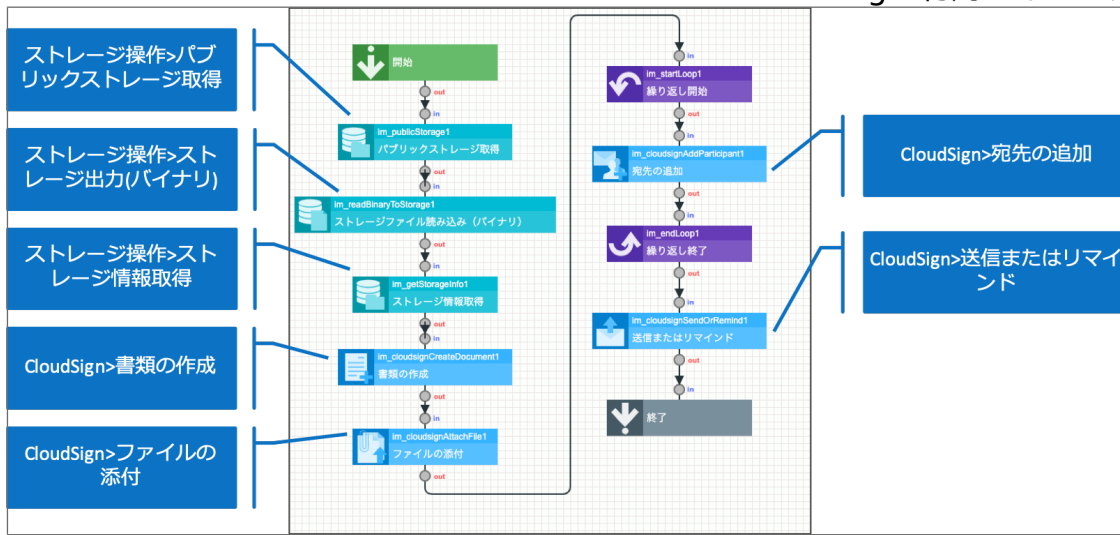 ストレージ操作>パブ
リックストレージ取得
ストレージ操作>スト
レージ出力(バイナリ)
ストレージ操作>スト
レージ情報取得
CloudSign>書類の作成
CloudSign>ファイルの
添付
開始
out
in
im_publicStorage1
パブリックストレージ取得
out
in
im_readBinaryToStorage1
ストレージファイル読み込み（バイナリ）
out
in
im_getStorageInfo1
ストレージ情報取得
out
in
im_cloudsignCreateDocument1
書類の作成
out
in
im_cloudsignAttachFile1
ファイルの添付
out
in
im_startLoop1
繰り返し開始
out
in
im_cloudsignAddParticipant1
宛先の追加
out
in
im_endLoop1
繰り返し終了
out
in
im_cloudsignSendOrRemind1
送信またはリマインド
out
in
終了
CloudSign>宛先の追加
CloudSign>送信またはリマイ
ンド